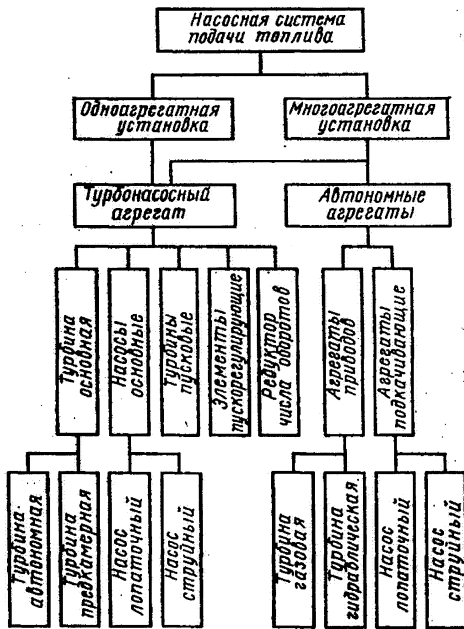 Насосная система
подачи топлива
Одноагрегатная
установка
Многоагрегатная
установка
Турбонасосный
агрегат
Автономные
агрегаты
Турбина
основная
Насосы
основные
Турбины
пусковые
Элементы
пускорегулирующие
Редуктор
числа оборотов
Агрегаты
приводов
Агрегаты
подкачивающие
Турбина
автономная
Турбина
предкамерная
Насос
лопаточный
Насос
струйный
Турбина
газовая
Турбина
гидравлическая
Насос
лопаточный
Насос
струйный